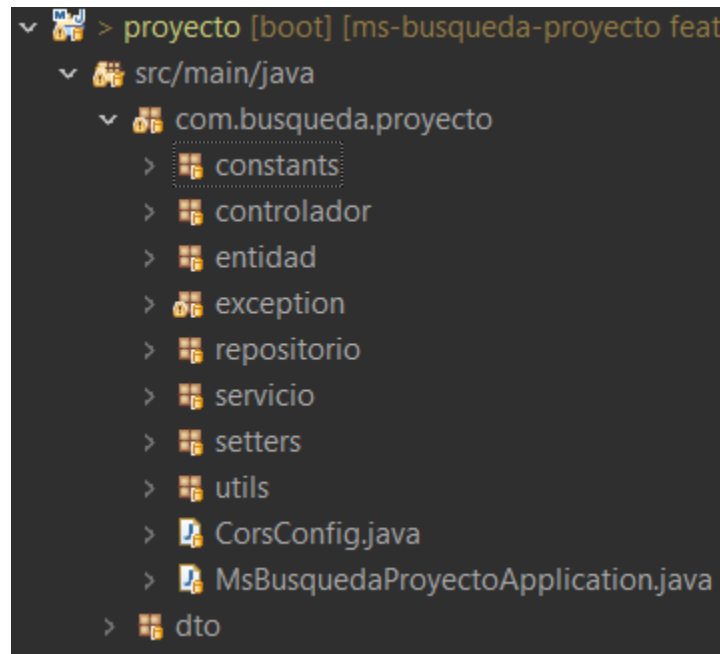 > proyecto [boot] [ms-busqueda-proyecto feat
src/main/java
com.busqueda.proyecto
constants
controlador
entidad
exception
repositorio
servicio
setters
utils
CorsConfig.java
MsBusquedaProyectoApplication.java
dto